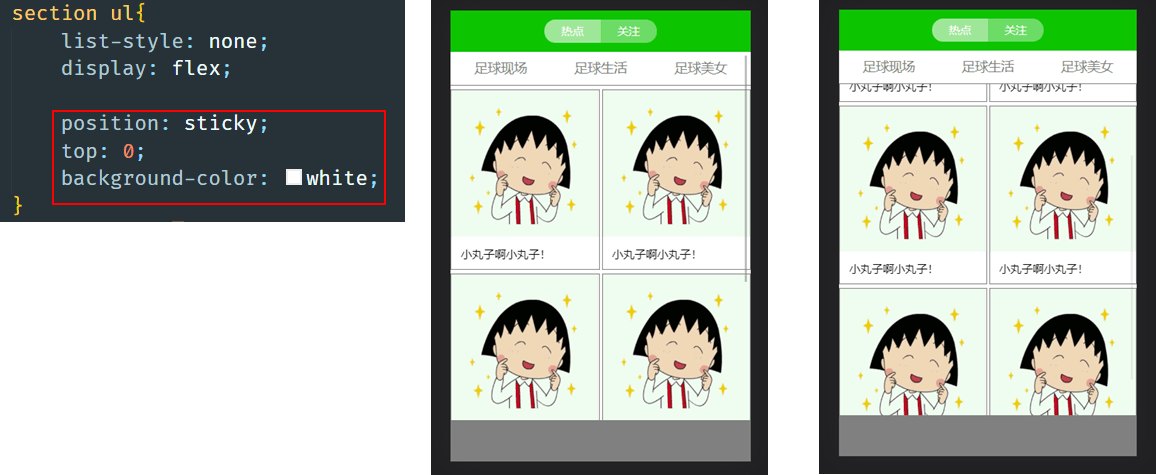 section ul{
list-style: none;
display: flex;
position: sticky;
top: 0;
background-color: white;
}
热点 关注
足球现场 足球生活 足球美女
小丸子啊小丸子！ 小丸子啊小丸子！
热点 关注
足球现场 足球生活 足球美女
小丸子啊小丸子！ 小丸子啊小丸子！
小丸子啊小丸子！ 小丸子啊小丸子！